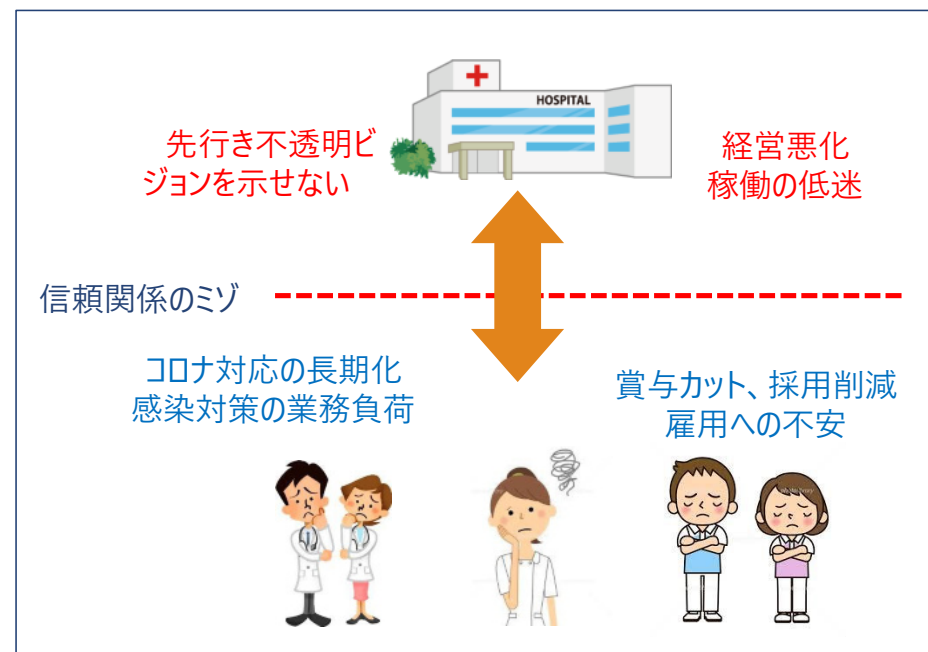 HOSPITAL
先行き不透明ビ
ジョンを示せない
経営悪化
稼働の低迷
信頼関係のミゾ
コロナ対応の長期化
感染対策の業務負荷
賞与カット、採用削減
雇用への不安